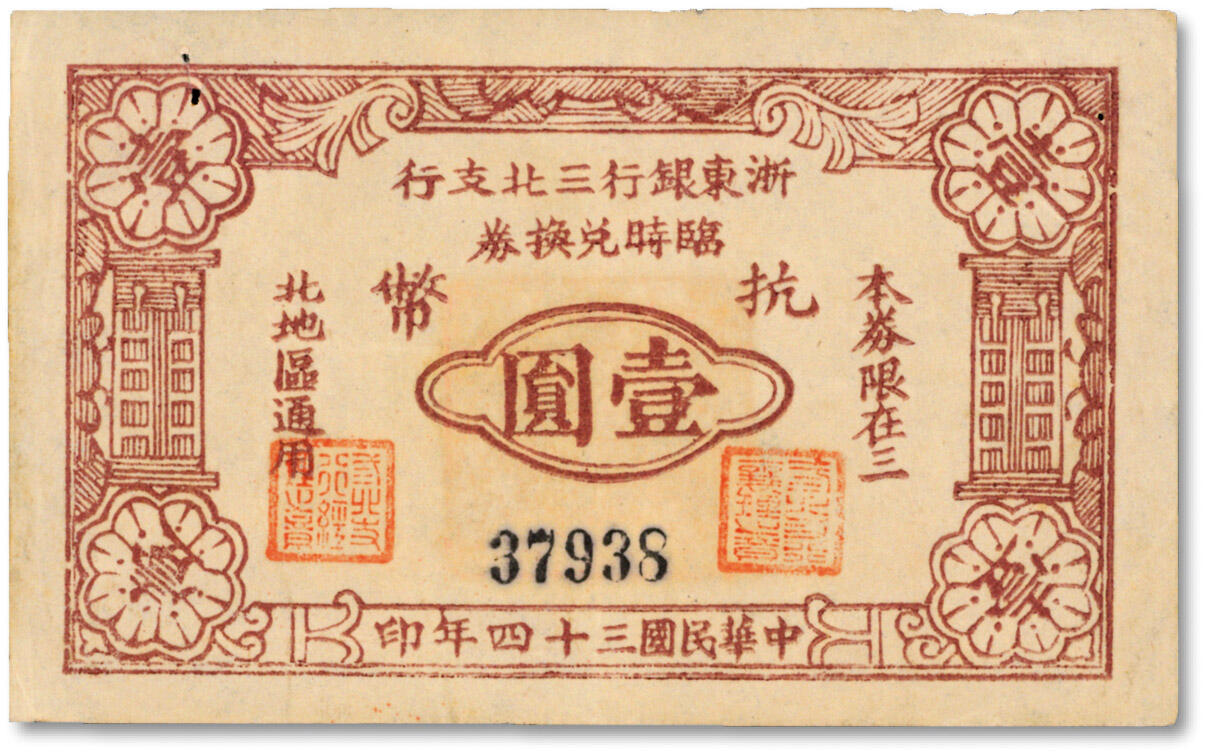 浙東銀行三北支行
臨時兌換券
抗幣
本券限在三
北地區通用
壹圓
37938
中華民國三十四年印